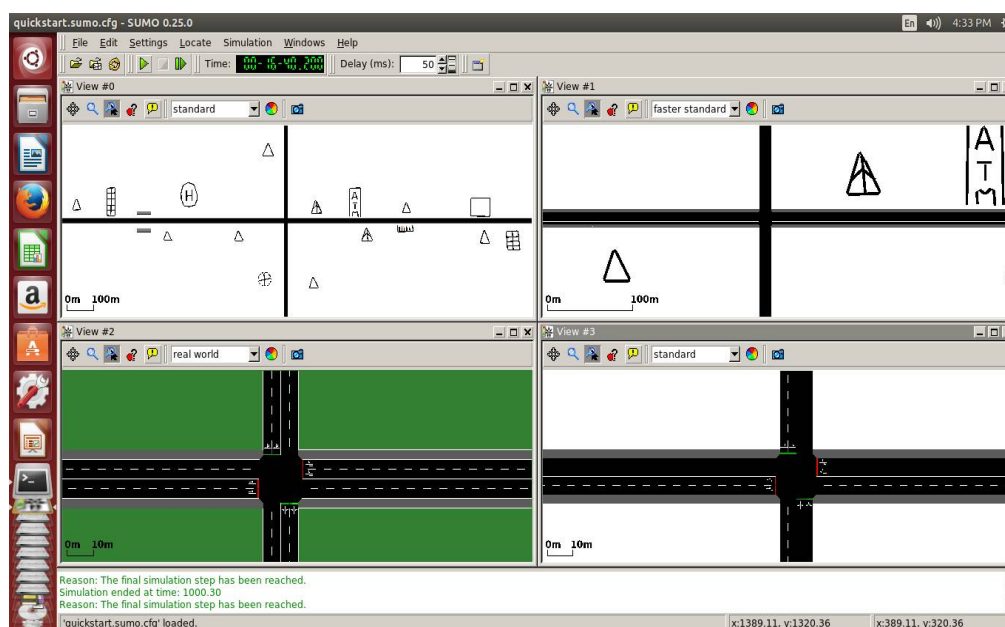 quickstart.sumo.cfg - SUMO 0.25.0
En
4:33 PM
File Edit Settings Locate Simulation Windows Help
Time: 00-16-40.200 Delay (ms): 50
View #0
standard
H
A
T
M
0m 100m
View #1
faster standard
A
T
M
0m 100m
View #2
real world
0m 10m
View #3
standard
0m 10m
Reason: The final simulation step has been reached.
Simulation ended at time: 1000.30
Reason: The final simulation step has been reached.
'quickstart.sumo.cfg' loaded.
x:1389.11, y:1320.36
x:389.11, y:320.36